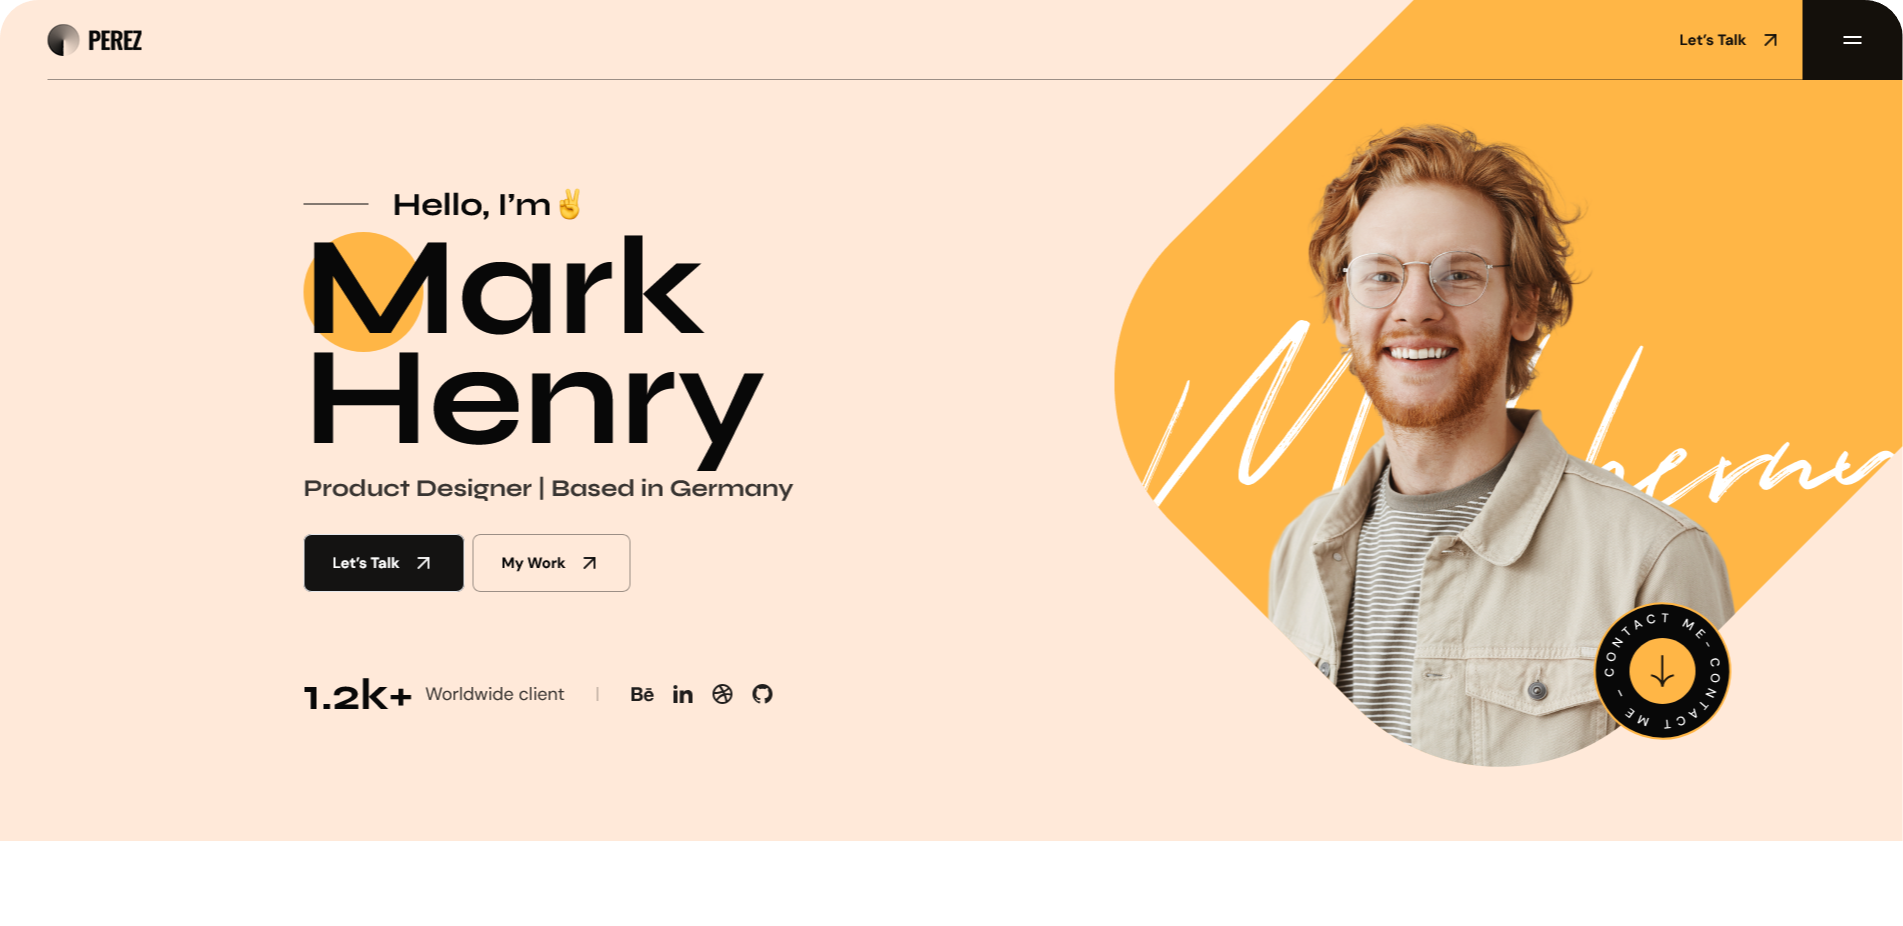 PEREZ
Let's Talk
Hello, I'm✌️
Mark
Henry
Product Designer | Based in Germany
Let's Talk
My Work
1.2k+ Worldwide client | Bē in
CONTACT ME - CONTACT ME -